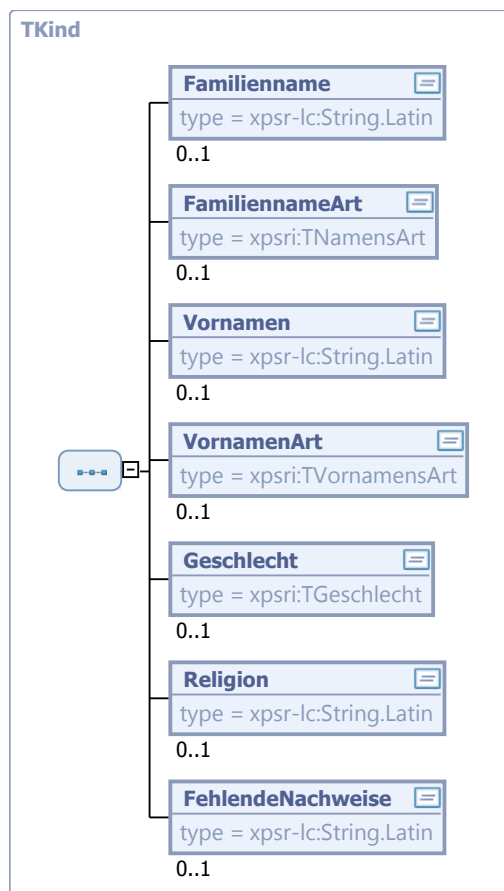 TKind
Familienname
type = xpsr-lc:String.Latin
0..1
FamiliennameArt
type = xpsri:TNamensArt
0..1
Vornamen
type = xpsr-lc:String.Latin
0..1
VornamenArt
type = xpsri:TVornamensArt
0..1
Geschlecht
type = xpsri:TGeschlecht
0..1
Religion
type = xpsr-lc:String.Latin
0..1
FehlendeNachweise
type = xpsr-lc:String.Latin
0..1